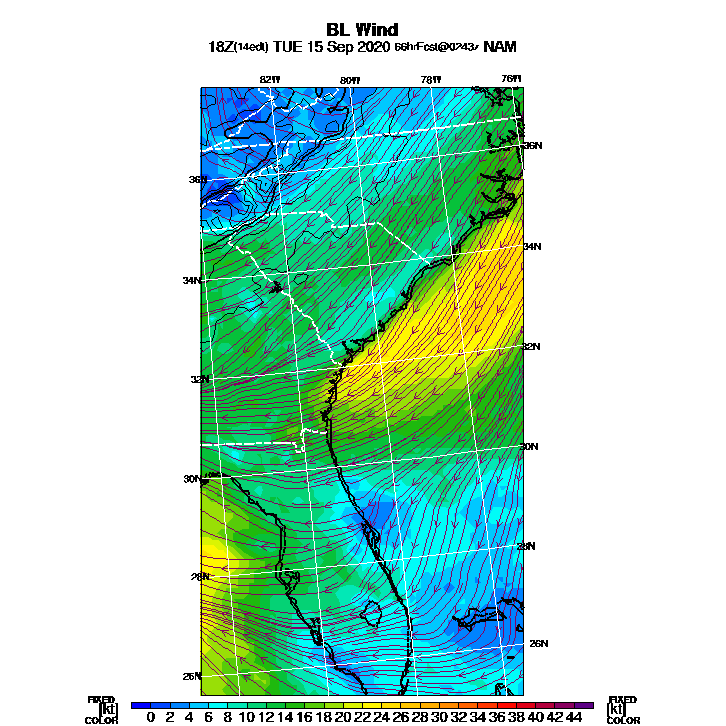 BL Wind
18Z(14edt) TUE 15 Sep 2020 66hrFcst@0243z NAM
82W 80W 78W 76W
36N
36N
34N
34N
32N
32N
30N
30N
28N
28N
26N
26N
FIXED FIXED
[kt] 0 2 4 6 8 10 12 14 16 18 20 22 24 26 28 30 32 34 36 38 40 42 44 [kt]
COLOR COLOR